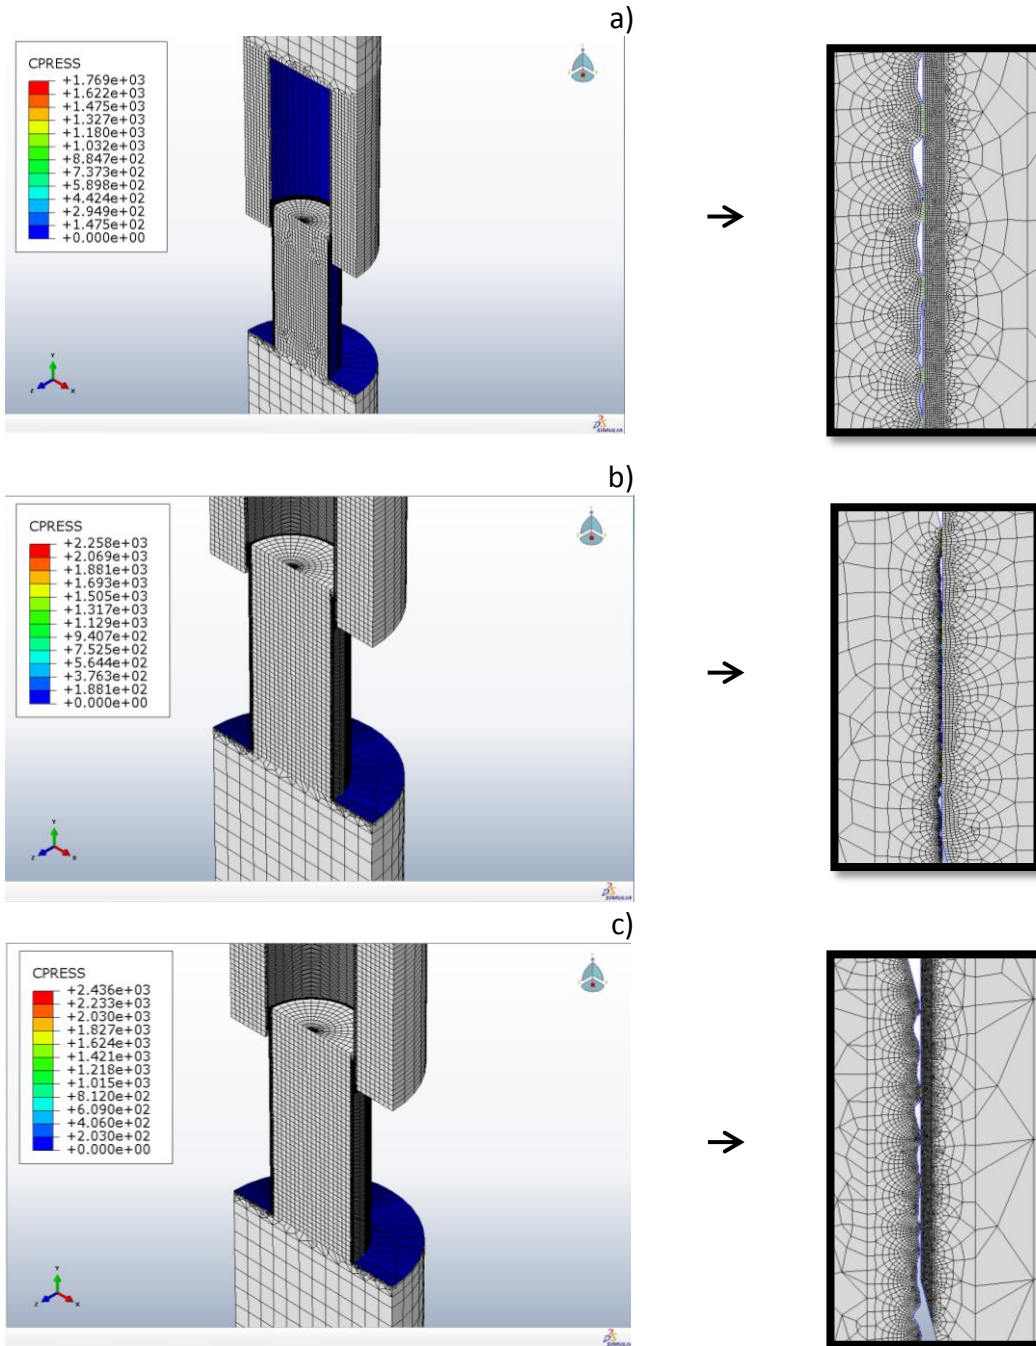 a)
CPRESS
+1.769e+03
+1.622e+03
+1.475e+03
+1.327e+03
+1.180e+03
+1.032e+03
+8.847e+02
+7.373e+02
+5.898e+02
+4.424e+02
+2.949e+02
+1.475e+02
+0.000e+00
Y
Z
X
SIMULIA
b)
CPRESS
+2.258e+03
+2.069e+03
+1.881e+03
+1.693e+03
+1.505e+03
+1.317e+03
+1.129e+03
+9.407e+02
+7.525e+02
+5.644e+02
+3.763e+02
+1.881e+02
+0.000e+00
Y
Z
X
SIMULIA
c)
CPRESS
+2.436e+03
+2.233e+03
+2.030e+03
+1.827e+03
+1.624e+03
+1.421e+03
+1.218e+03
+1.015e+03
+8.120e+02
+6.090e+02
+4.060e+02
+2.030e+02
+0.000e+00
Y
Z
X
SIMULIA